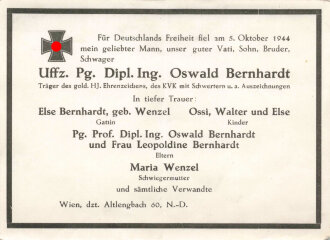 Für Deutschlands Freiheit fiel am 5. Oktober 1944
mein geliebter Mann, unser guter Vati, Sohn, Bruder,
Schwager
Uffz. Pg. Dipl. Ing. Oswald Bernhardt
Träger des gold. HJ. Ehrenzeichens, des KVK mit Schwertern u. a. Auszeichnungen
In tiefer Trauer:
Else Bernhardt, geb. Wenzel Ossi, Walter und Else
Gattin Kinder
Pg. Prof. Dipl. Ing. Oswald Bernhardt
und Frau Leopoldine Bernhardt
Eltern
Maria Wenzel
Schwiegermutter
und sämtliche Verwandte
Wien, dzt. Altlengbach 60, N.-D.